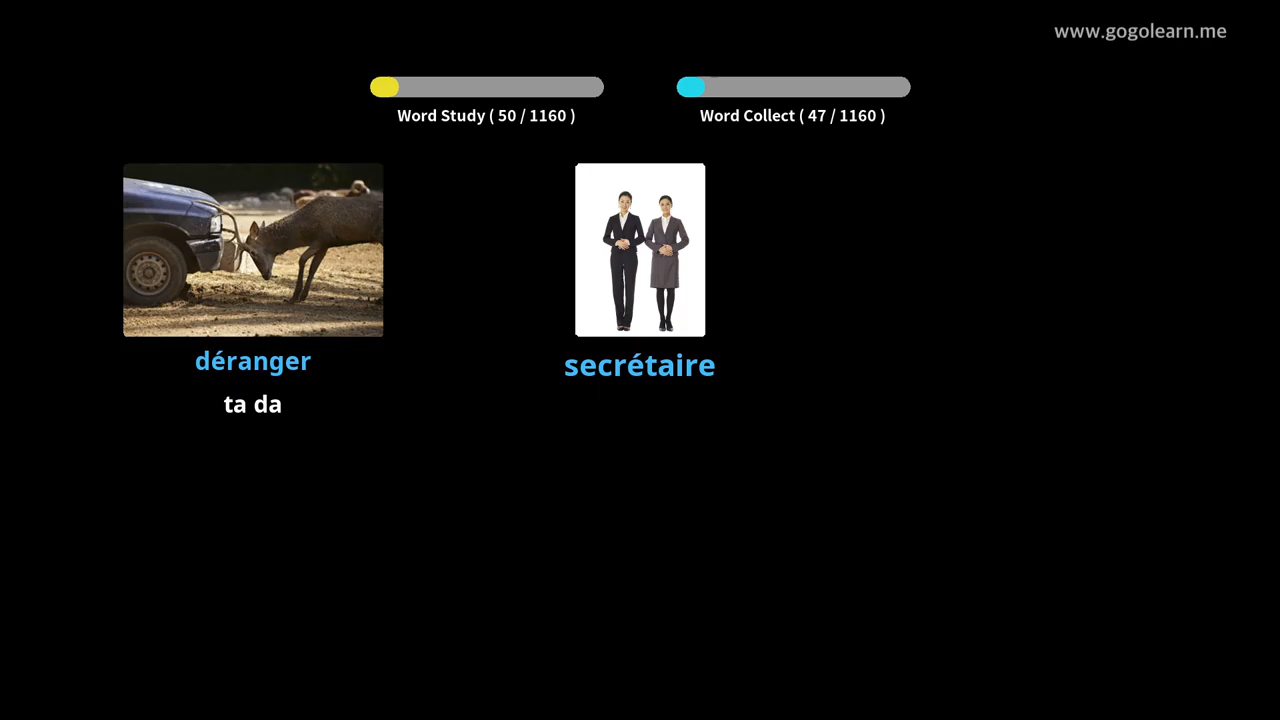 www.gogolearn.me
Word Study ( 50 / 1160 )
Word Collect ( 47 / 1160 )
déranger
secrétaire
ta da